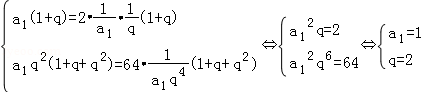 { a₁(1+q)=2•1/a₁•1/q(1+q)
a₁q²(1+q+q²)=64•1/(a₁q⁴)(1+q+q²) ⇔ { a₁²q=2
a₁²q⁶=64 ⇔ { a₁=1
q=2